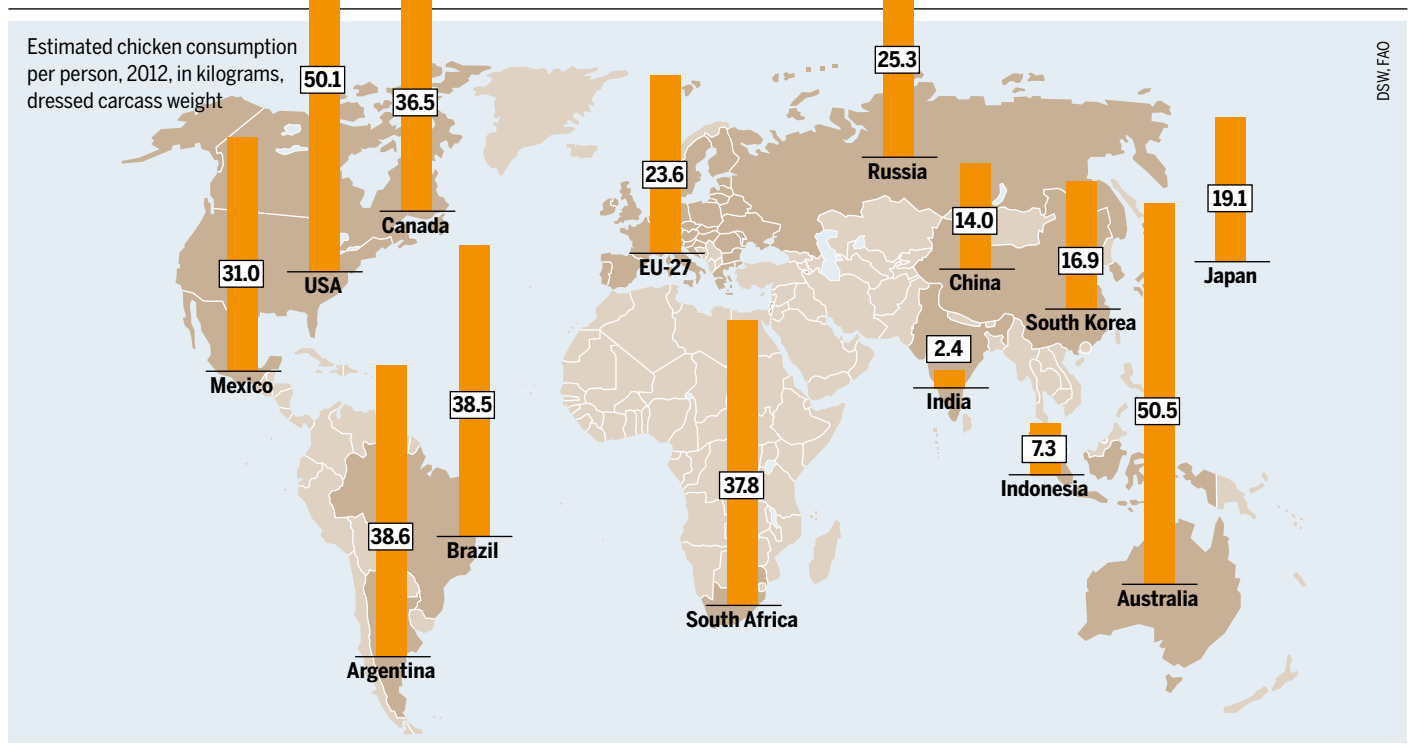 Estimated chicken consumption
per person, 2012, in kilograms,
dressed carcass weight
DSW, FAO
50.1
USA
36.5
Canada
31.0
Mexico
38.6
Argentina
38.5
Brazil
23.6
EU-27
37.8
South Africa
25.3
Russia
14.0
China
16.9
South Korea
19.1
Japan
2.4
India
7.3
Indonesia
50.5
Australia